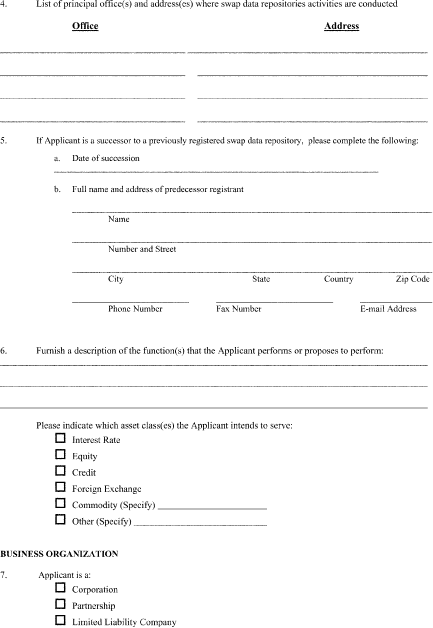 4. List of principal office(s) and address(es) where swap data repositories activities are conducted
Office Address
5. If Applicant is a successor to a previously registered swap data repository, please complete the following:
a. Date of succession
b. Full name and address of predecessor registrant
Name
Number and Street
City State Country Zip Code
Phone Number Fax Number E-mail Address
6. Furnish a description of the function(s) that the Applicant performs or proposes to perform:
Please indicate which asset class(es) the Applicant intends to serve:
Interest Rate
Equity
Credit
Foreign Exchange
Commodity (Specify)
Other (Specify)
BUSINESS ORGANIZATION
7. Applicant is a:
Corporation
Partnership
Limited Liability Company